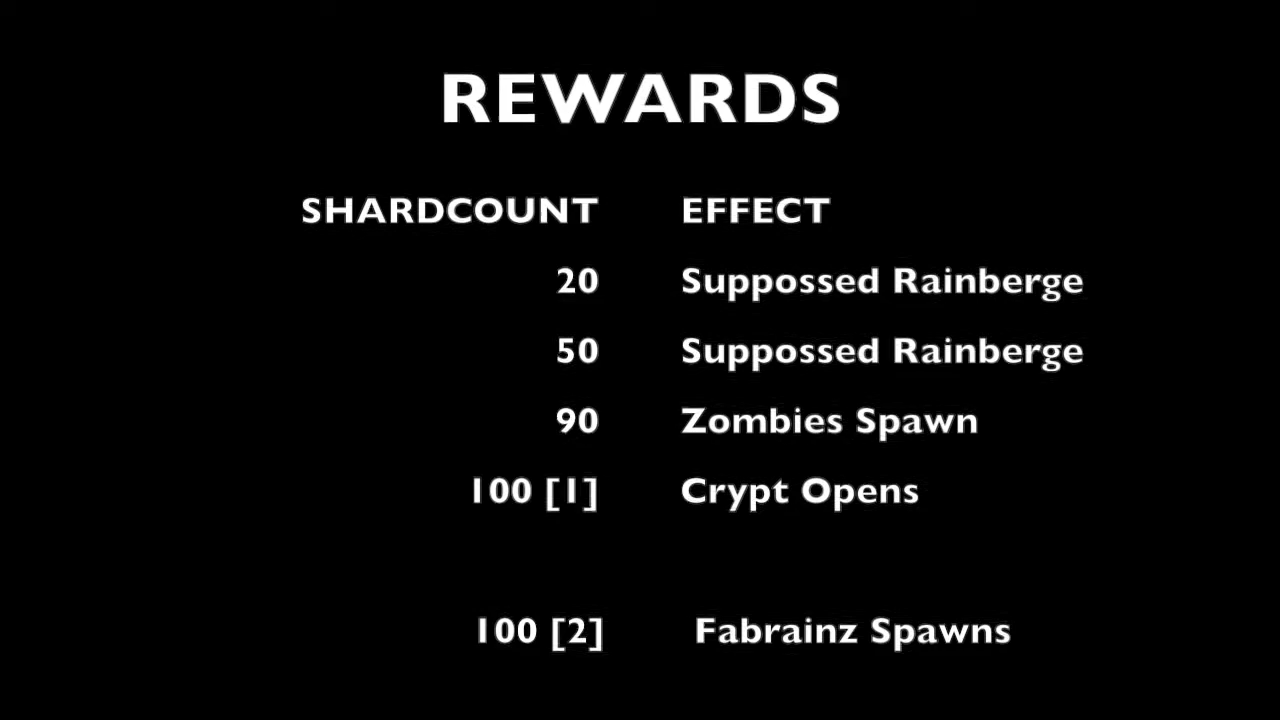 REWARDS
SHARDCOUNT EFFECT
20 Suppossed Rainberge
50 Suppossed Rainberge
90 Zombies Spawn
100 [1] Crypt Opens
100 [2] Fabrainz Spawns